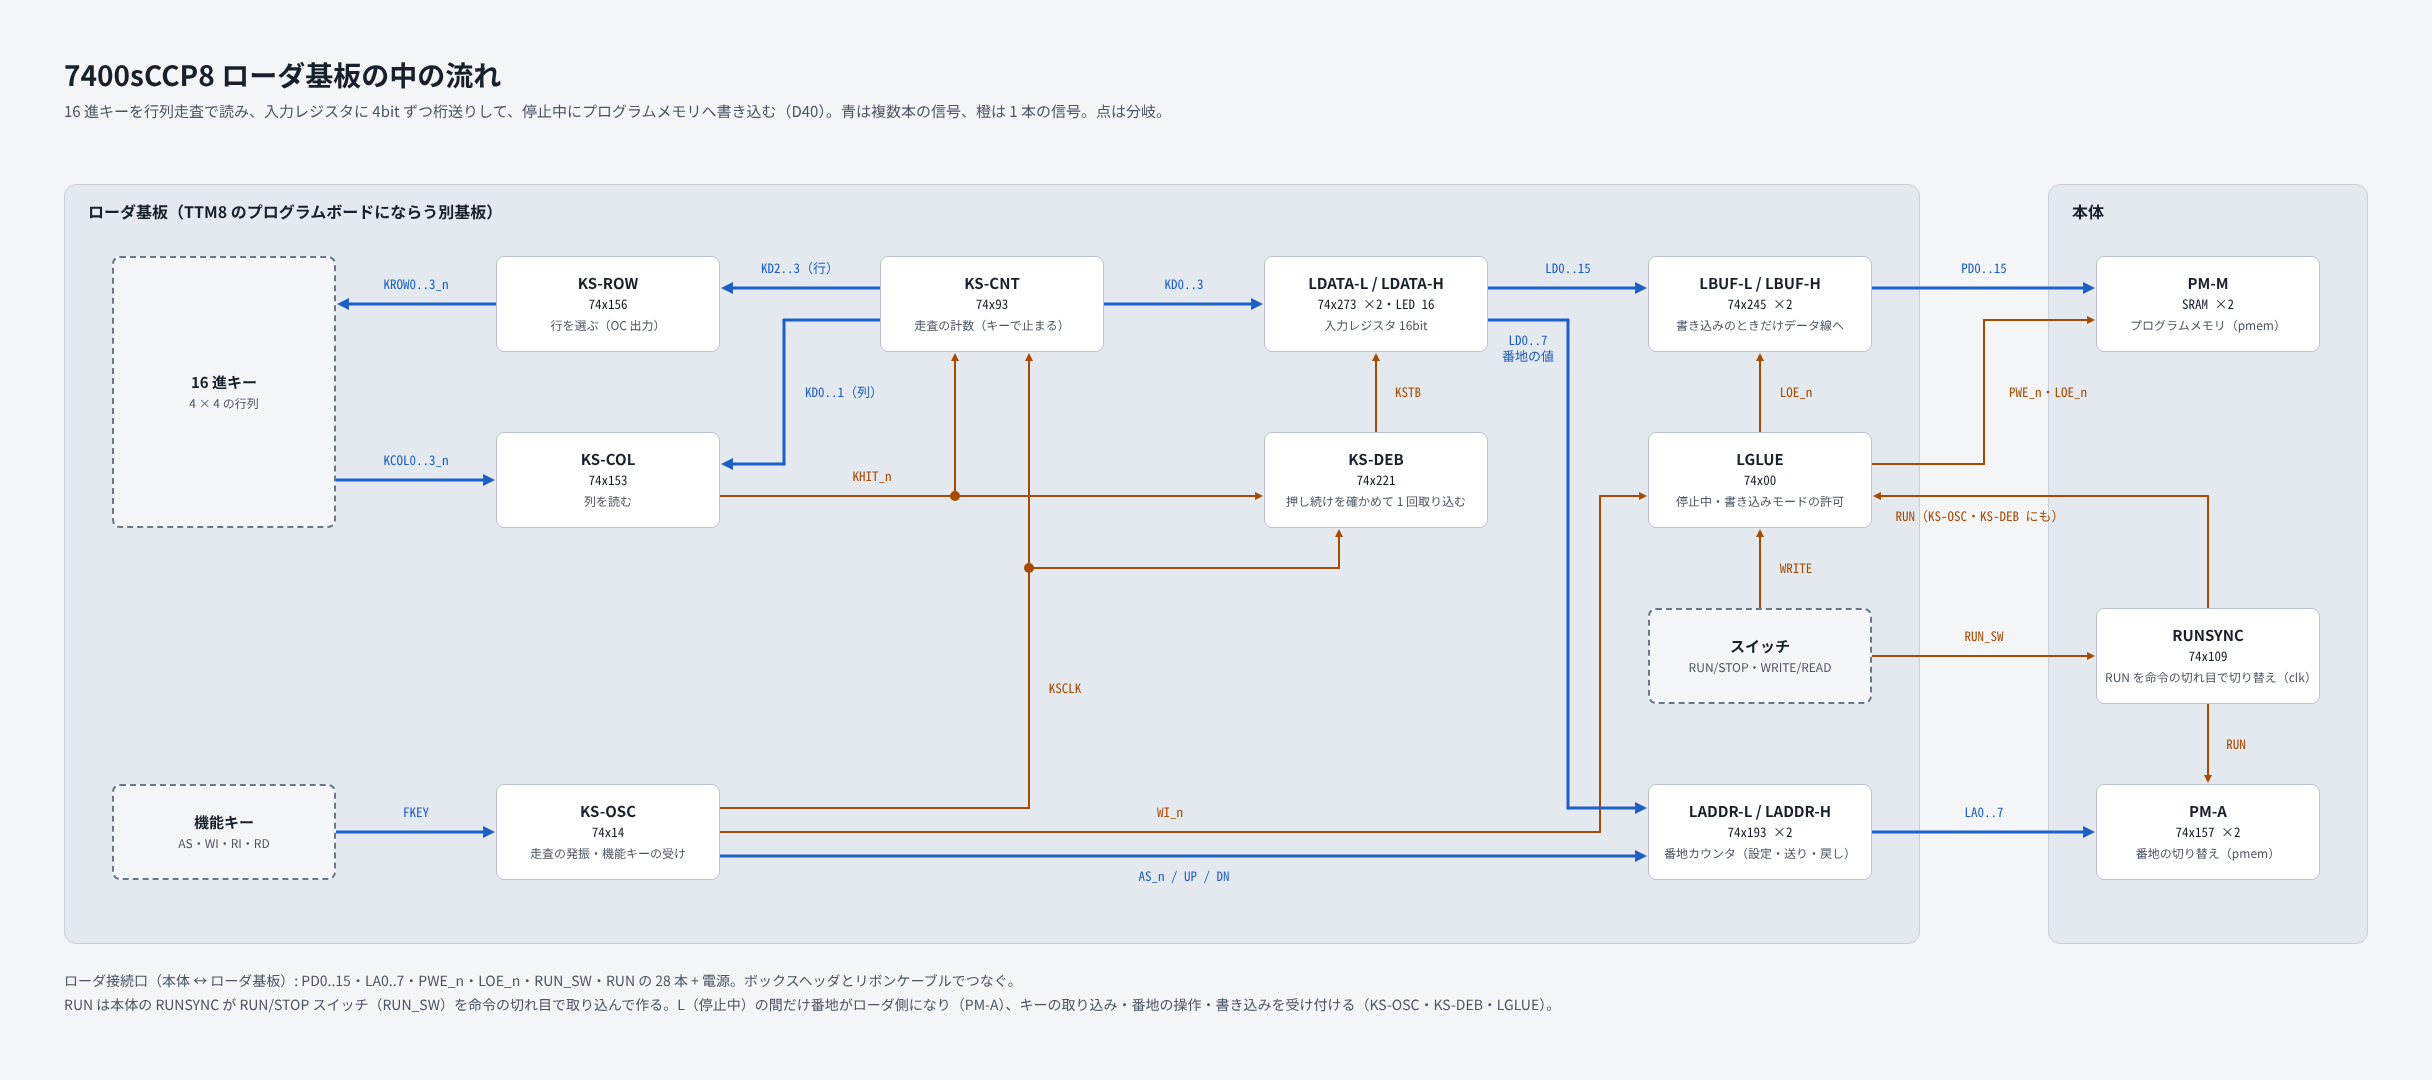 7400sCCP8 ローダ基板の中の流れ
16 進キーを行列走査で読み、入力レジスタに 4bit ずつ桁送りして、停止中にプログラムメモリへ書き込む（D40）。青は複数本の信号、橙は 1 本の信号。点は分岐。
ローダ基板（TTM8 のプログラムボードにならう別基板）
本体
16 進キー
4 × 4 の行列
KROW0..3_n
KS-ROW
74x156
行を選ぶ（OC 出力）
KD2..3（行）
KS-CNT
74x93
走査の計数（キーで止まる）
KD0..3
LDATA-L / LDATA-H
74x273 ×2・LED 16
入力レジスタ 16bit
LD0..15
LBUF-L / LBUF-H
74x245 ×2
書き込みのときだけデータ線へ
PD0..15
PM-M
SRAM ×2
プログラムメモリ（pmem）
LD0..7
番地の値
KD0..1（列）
KSTB
LOE_n
PWE_n・LOE_n
KCOL0..3_n
KS-COL
74x153
列を読む
KHIT_n
KS-DEB
74x221
押し続けを確かめて 1 回取り込む
LGLUE
74x00
停止中・書き込みモードの許可
RUN（KS-OSC・KS-DEB にも）
WRITE
スイッチ
RUN/STOP・WRITE/READ
RUN_SW
RUNSYNC
74x109
RUN を命令の切れ目で切り替え（clk）
KSCLK
RUN
機能キー
AS・WI・RI・RD
FKEY
KS-OSC
74x14
走査の発振・機能キーの受け
WI_n
AS_n / UP / DN
LADDR-L / LADDR-H
74x193 ×2
番地カウンタ（設定・送り・戻し）
LA0..7
PM-A
74x157 ×2
番地の切り替え（pmem）
ローダ接続口（本体 ↔ ローダ基板）: PD0..15・LA0..7・PWE_n・LOE_n・RUN_SW・RUN の 28 本 + 電源。ボックスヘッダとリボンケーブルでつなぐ。
RUN は本体の RUNSYNC が RUN/STOP スイッチ（RUN_SW）を命令の切れ目で取り込んで作る。L（停止中）の間だけ番地がローダ側になり（PM-A）、キーの取り込み・番地の操作・書き込みを受け付ける（KS-OSC・KS-DEB・LGLUE）。